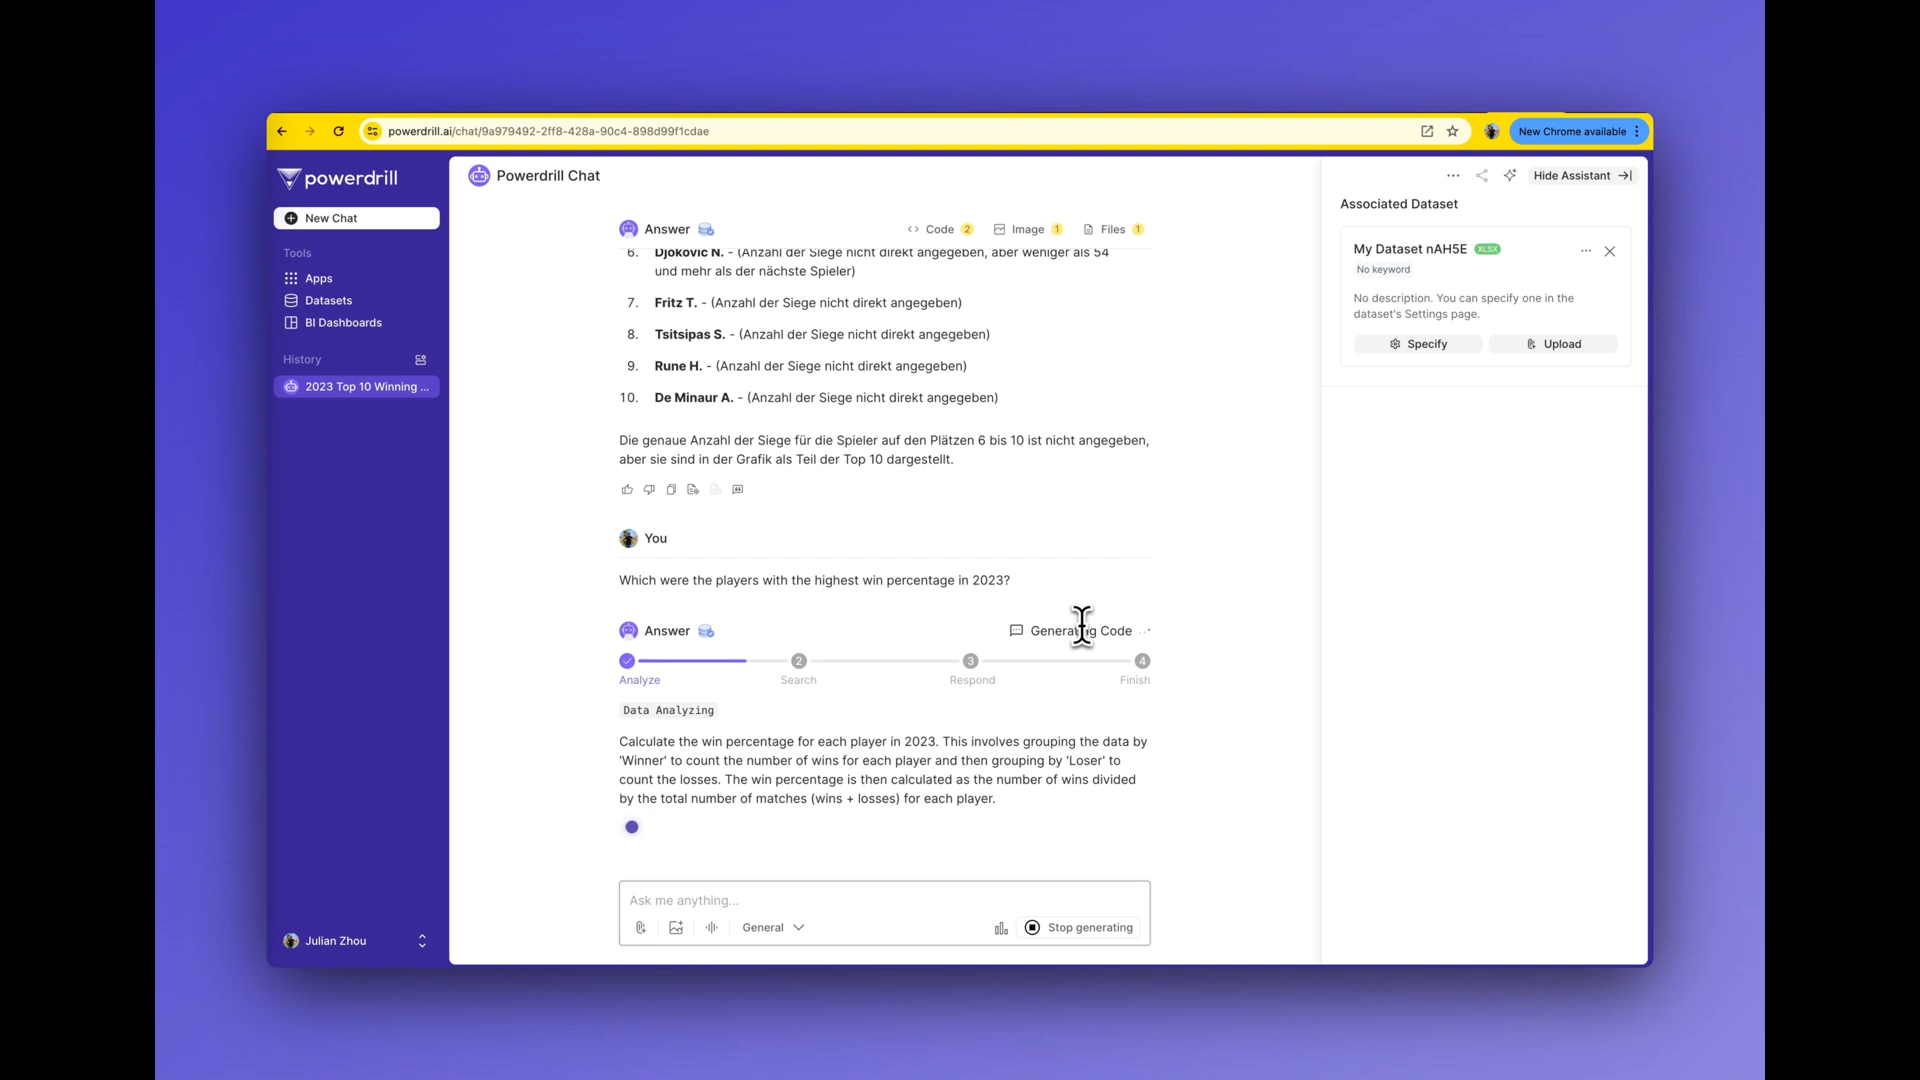 powerdrill.ai/chat/9a979492-2ff8-428a-90c4-898d99f1cdae
New Chrome available
powerdrill
New Chat
Tools
Apps
Datasets
BI Dashboards
History
2023 Top 10 Winning ...
Julian Zhou
Powerdrill Chat
Answer
Code 2
Image 1
Files 1
6. Djokovic N. - (Anzahl der Siege nicht direkt angegeben, aber weniger als 54
und mehr als der nächste Spieler)
7. Fritz T. - (Anzahl der Siege nicht direkt angegeben)
8. Tsitsipas S. - (Anzahl der Siege nicht direkt angegeben)
9. Rune H. - (Anzahl der Siege nicht direkt angegeben)
10. De Minaur A. - (Anzahl der Siege nicht direkt angegeben)
Die genaue Anzahl der Siege für die Spieler auf den Plätzen 6 bis 10 ist nicht angegeben,
aber sie sind in der Grafik als Teil der Top 10 dargestellt.
You
Which were the players with the highest win percentage in 2023?
Answer
Generating Code
2
3
4
Analyze
Search
Respond
Finish
Data Analyzing
Calculate the win percentage for each player in 2023. This involves grouping the data by
'Winner' to count the number of wins for each player and then grouping by 'Loser' to
count the losses. The win percentage is then calculated as the number of wins divided
by the total number of matches (wins + losses) for each player.
Ask me anything...
General
Stop generating
Hide Assistant
Associated Dataset
My Dataset nAH5E XLSX
No keyword
No description. You can specify one in the
dataset's Settings page.
Specify
Upload